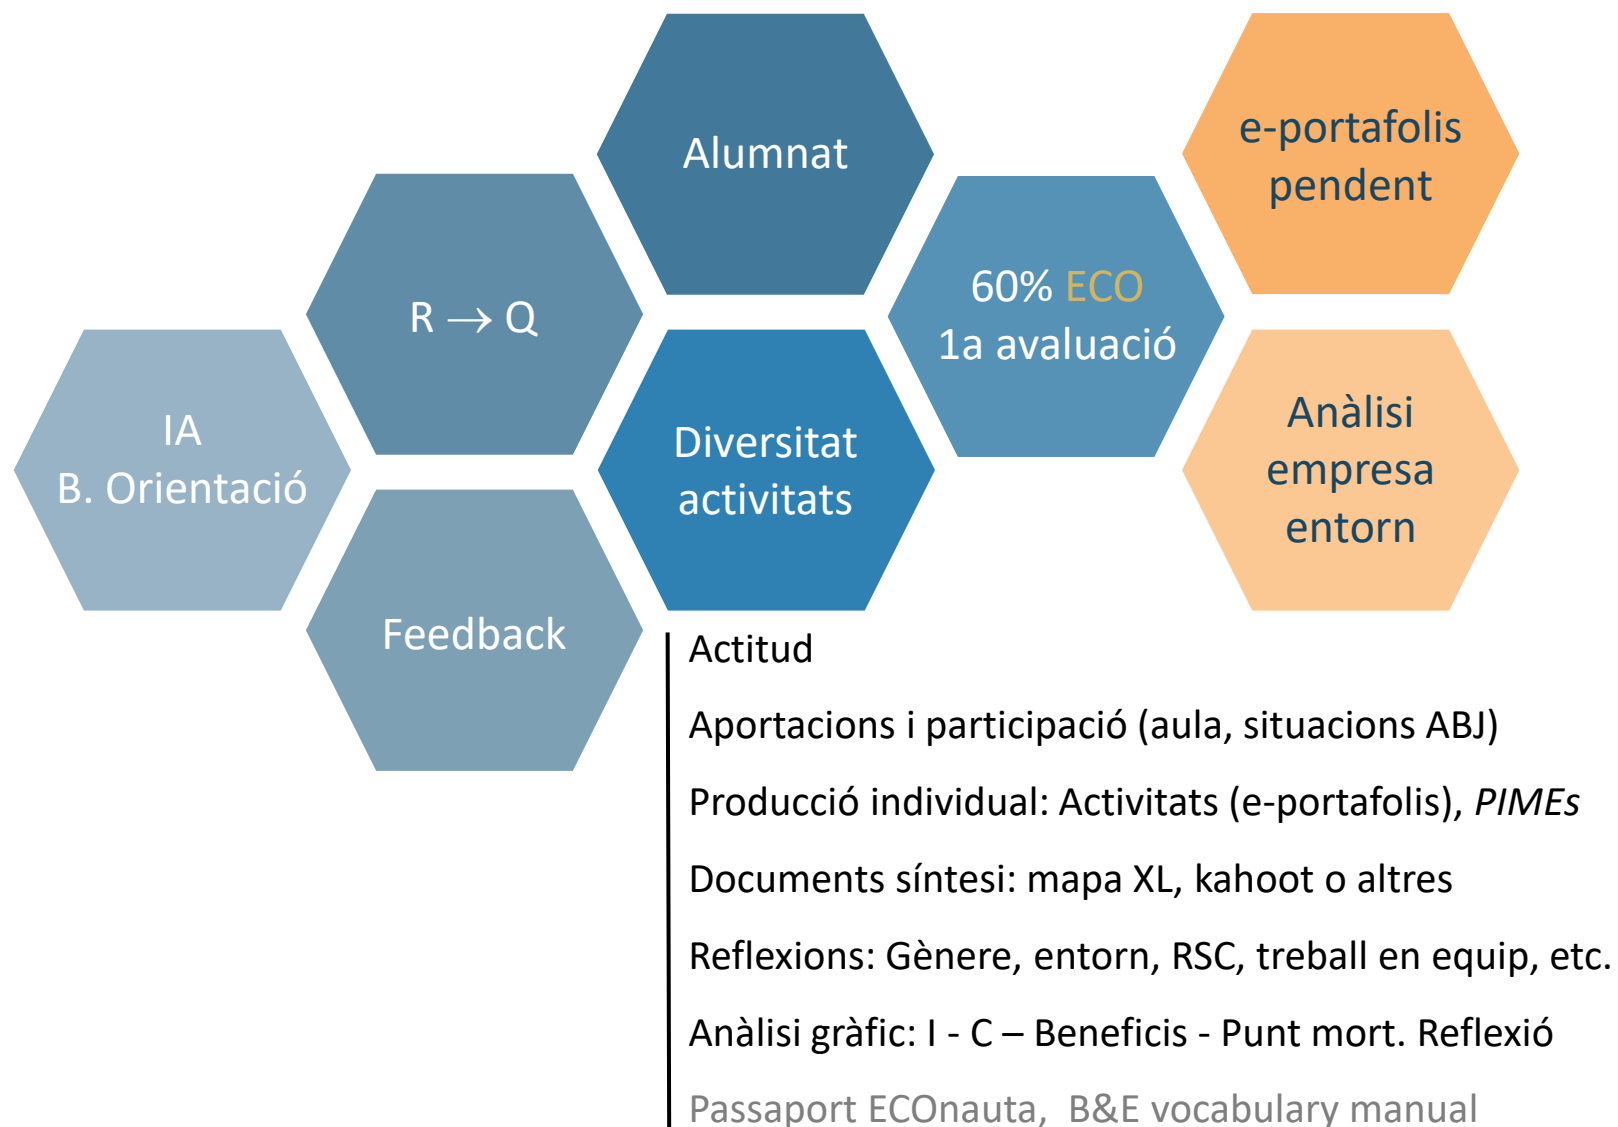 Alumnat
e-portafolis
pendent
R → Q
60% ECO
1a avaluació
IA
B. Orientació
Diversitat
activitats
Anàlisi
empresa
entorn
Feedback
Actitud
Aportacions i participació (aula, situacions ABJ)
Producció individual: Activitats (e-portafolis), PIMEs
Documents síntesi: mapa XL, kahoot o altres
Reflexions: Gènere, entorn, RSC, treball en equip, etc.
Anàlisi gràfic: I - C – Beneficis - Punt mort. Reflexió
Passaport ECOnauta, B&E vocabulary manual